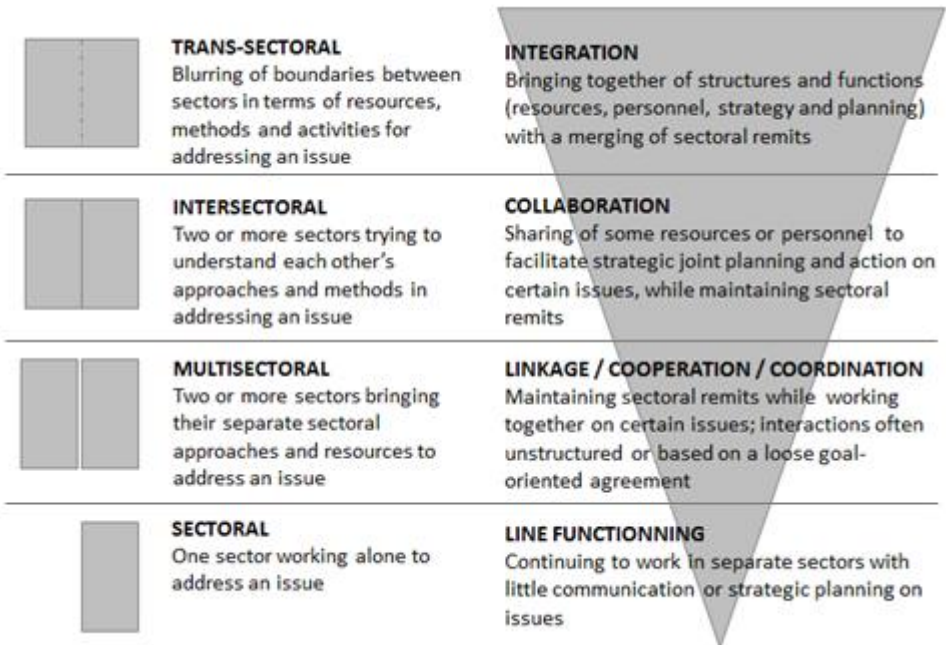 TRANS-SECTORAL
Blurring of boundaries between
sectors in terms of resources,
methods and activities for
addressing an issue
INTEGRATION
Bringing together of structures and functions
(resources, personnel, strategy and planning)
with a merging of sectoral remits
INTERSECTORAL
Two or more sectors trying to
understand each other’s
approaches and methods in
addressing an issue
COLLABORATION
Sharing of some resources or personnel to
facilitate strategic joint planning and action on
certain issues, while maintaining sectoral
remits
MULTISECTORAL
Two or more sectors bringing
their separate sectoral
approaches and resources to
address an issue
LINKAGE / COOPERATION / COORDINATION
Maintaining sectoral remits while working
together on certain issues; interactions often
unstructured or based on a loose goal-
oriented agreement
SECTORAL
One sector working alone to
address an issue
LINE FUNCTIONNING
Continuing to work in separate sectors with
little communication or strategic planning on
issues